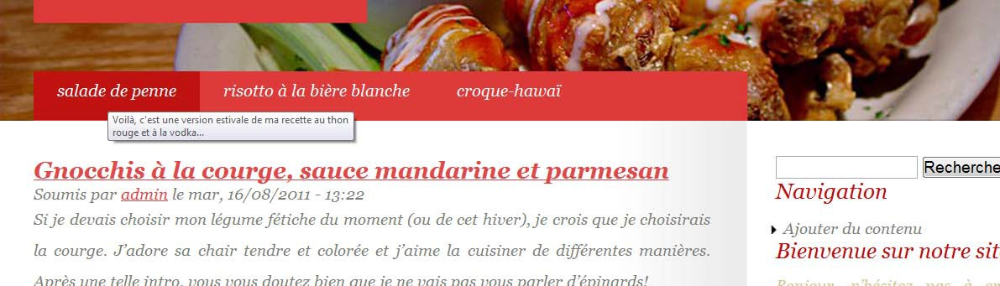 salade de penne risotto à la bière blanche croque-hawaï
Voilà, c'est une version estivale de ma recette au thon
rouge et à la vodka...
Gnocchis à la courge, sauce mandarine et parmesan
Soumis par admin le mar, 16/08/2011 - 13:22
Si je devais choisir mon légume fétiche du moment (ou de cet hiver), je crois que je choisirais
la courge. J'adore sa chair tendre et colorée et j'aime la cuisiner de différentes manières.
Après une telle intro, vous vous doutez bien que je ne vais pas vous parler d'épinards!
Recherche
Navigation
Ajouter du contenu
Bienvenue sur notre sit
Bonjour, n'hésitez pas à